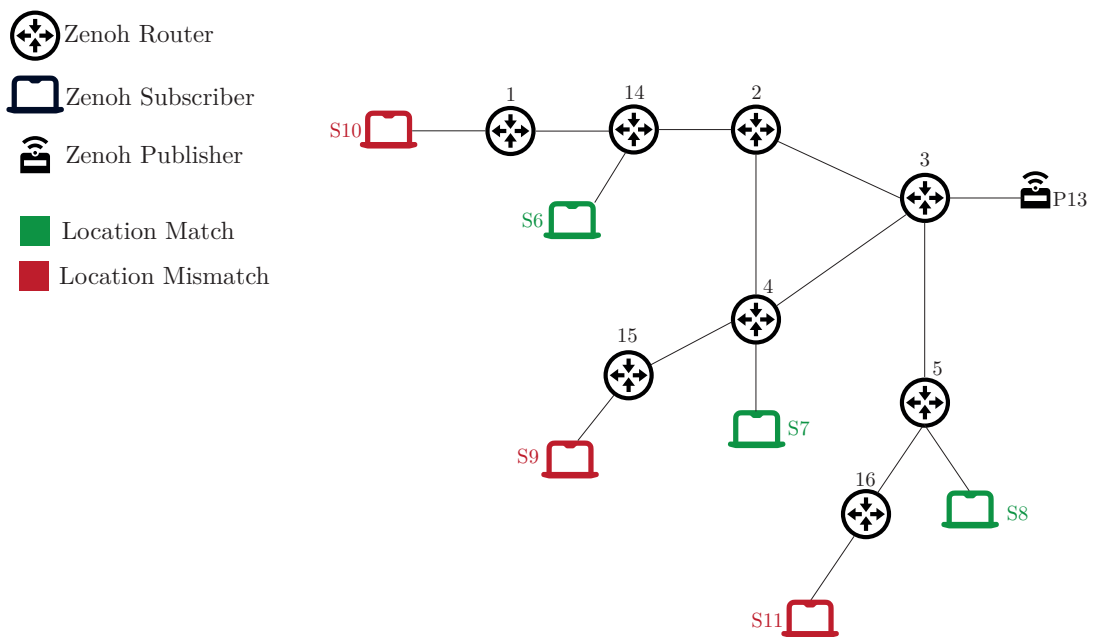 Zenoh Router
Zenoh Subscriber
Zenoh Publisher
Location Match
Location Mismatch
1
14
2
3
S10
P13
S6
4
15
5
S7
S9
16
S8
S11